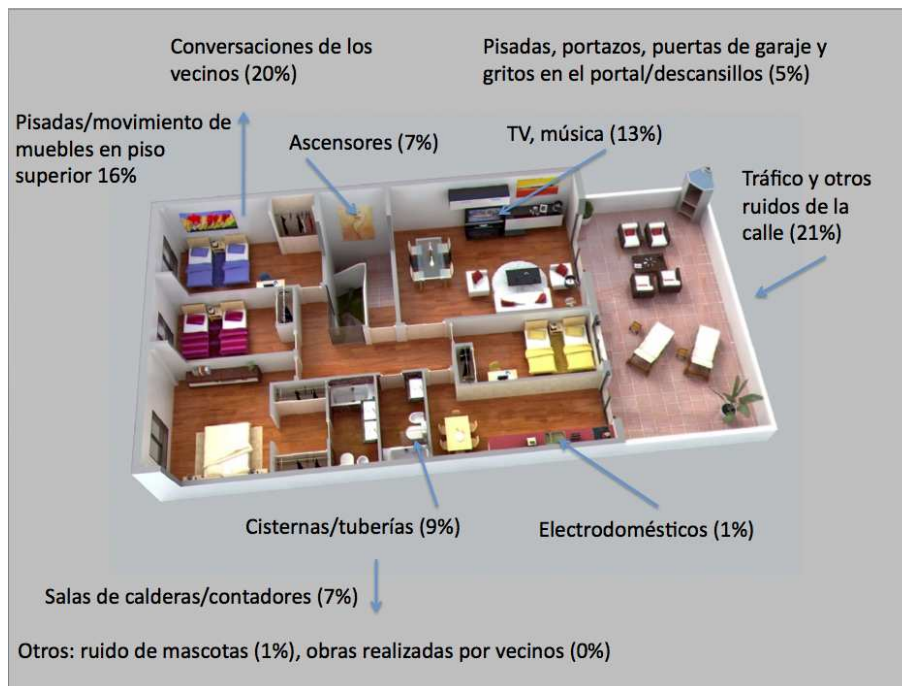 Conversaciones de los
vecinos (20%)
Pisadas, portazos, puertas de garaje y
gritos en el portal/descansillos (5%)
Pisadas/movimiento de
muebles en piso
superior 16%
Ascensores (7%)
TV, música (13%)
Tráfico y otros
ruidos de la
calle (21%)
Cisternas/tuberías (9%)
Electrodomésticos (1%)
Salas de calderas/contadores (7%)
Otros: ruido de mascotas (1%), obras realizadas por vecinos (0%)